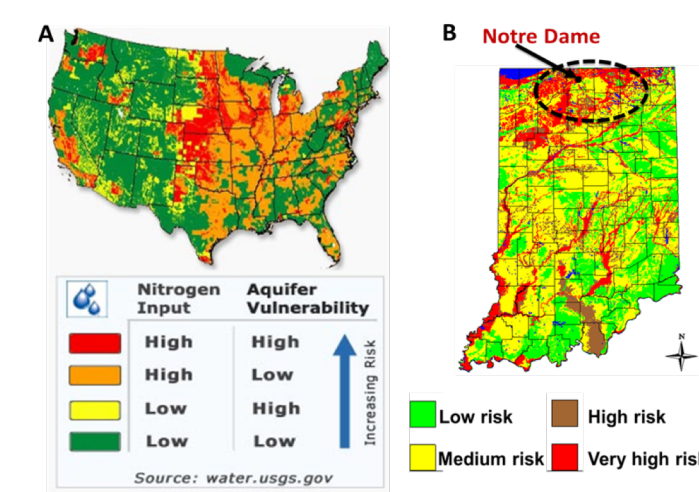 A
B
Notre Dame
Nitrogen Input
Aquifer Vulnerability
High High
High Low
Low High
Low Low
Increasing Risk
Source: water.usgs.gov
N
Low risk
High risk
Medium risk
Very high ris